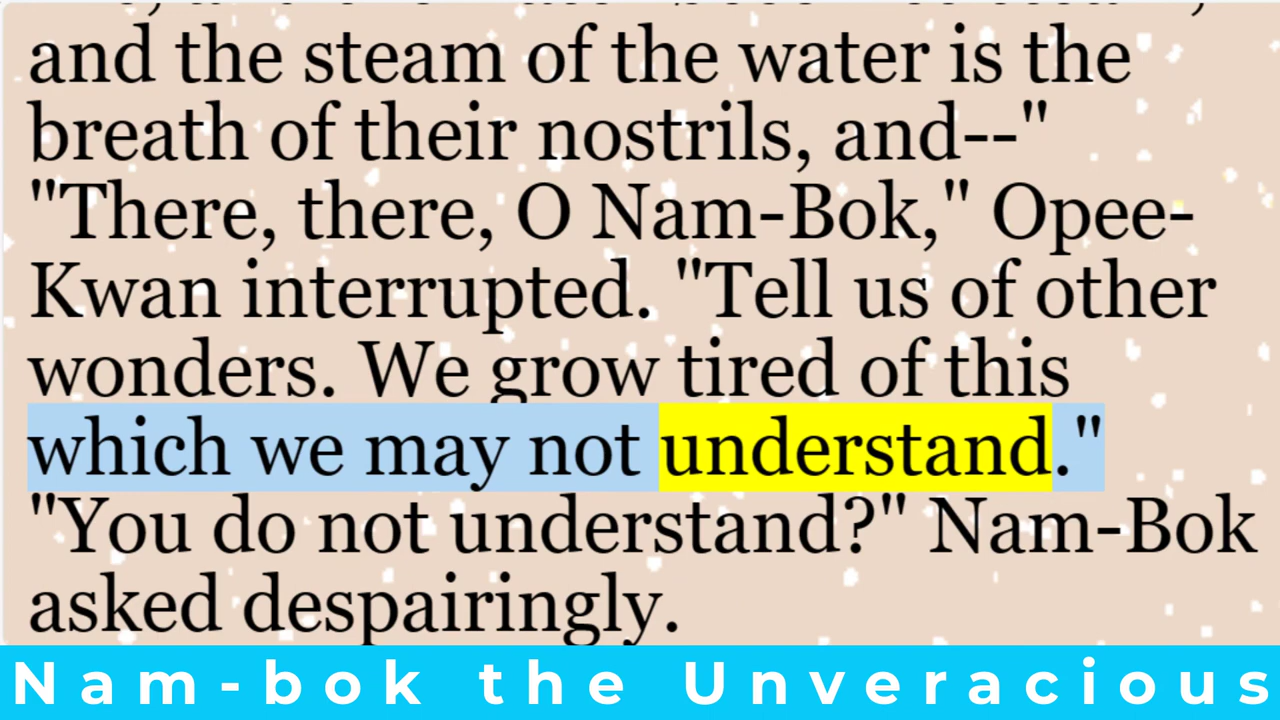 and the steam of the water is the
breath of their nostrils, and--"
"There, there, O Nam-Bok," Opee-
Kwan interrupted. "Tell us of other
wonders. We grow tired of this
which we may not understand."
"You do not understand?" Nam-Bok
asked despairingly.
Nam-bok the Unveracious